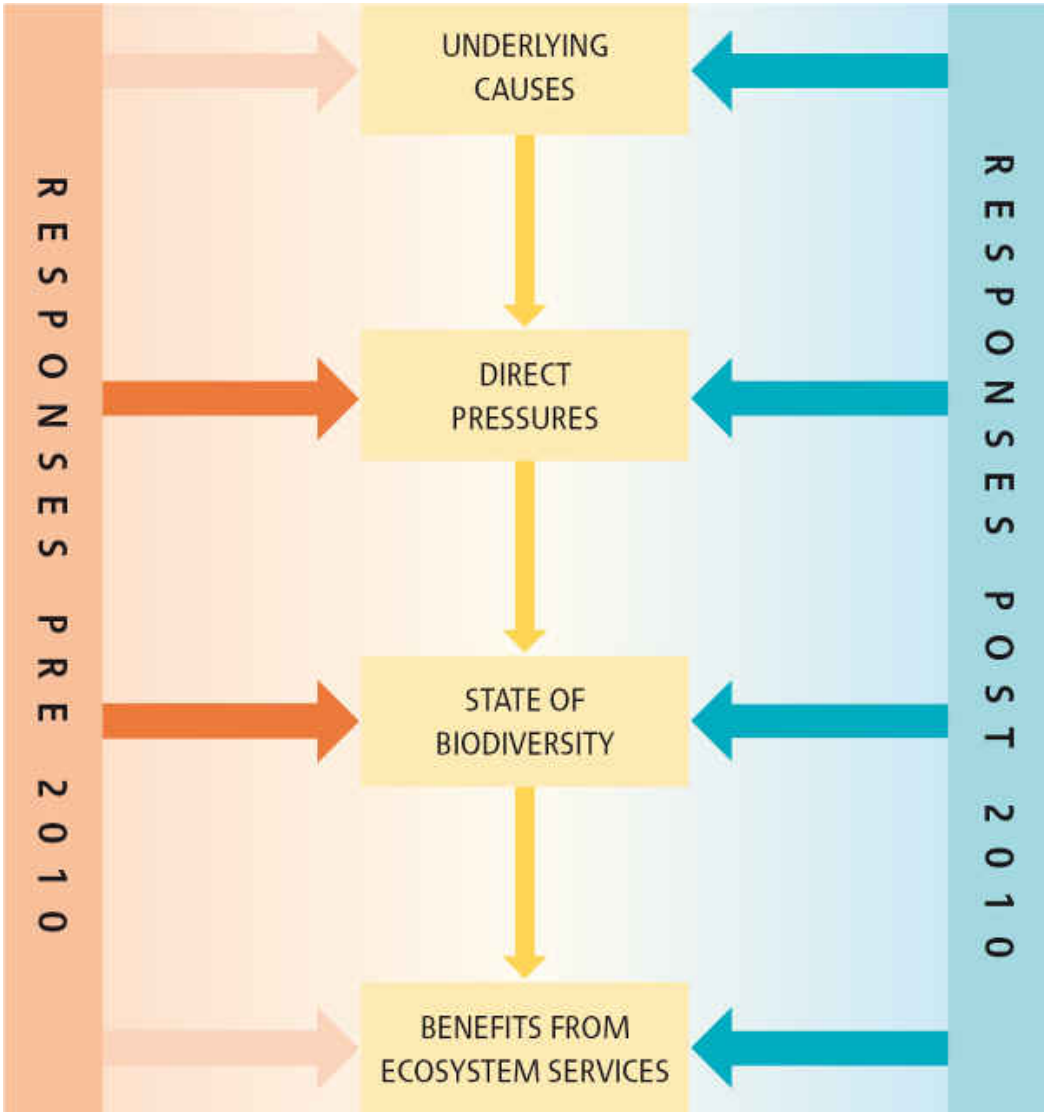 UNDERLYING
CAUSES
RESPONSES PRE 2010
RESPONSES POST 2010
DIRECT
PRESSURES
STATE OF
BIODIVERSITY
BENEFITS FROM
ECOSYSTEM SERVICES